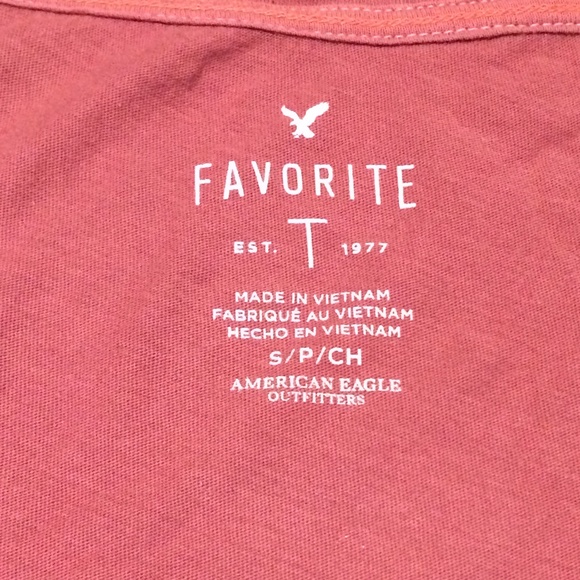 FAVORITE
EST. T 1977
MADE IN VIETNAM
FABRIQUÉ AU VIETNAM
HECHO EN VIETNAM
S/P/CH
AMERICAN EAGLE
OUTFITTERS